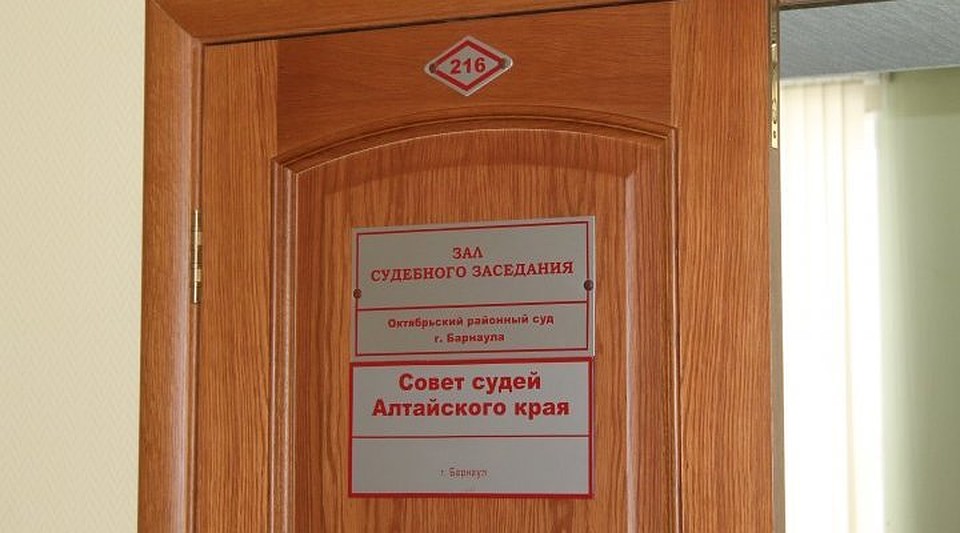 216
ЗАЛ
СУДЕБНОГО ЗАСЕДАНИЯ
Октябрьский районный суд
г. Барнаула
Совет судей
Алтайского края
г. Барнаул